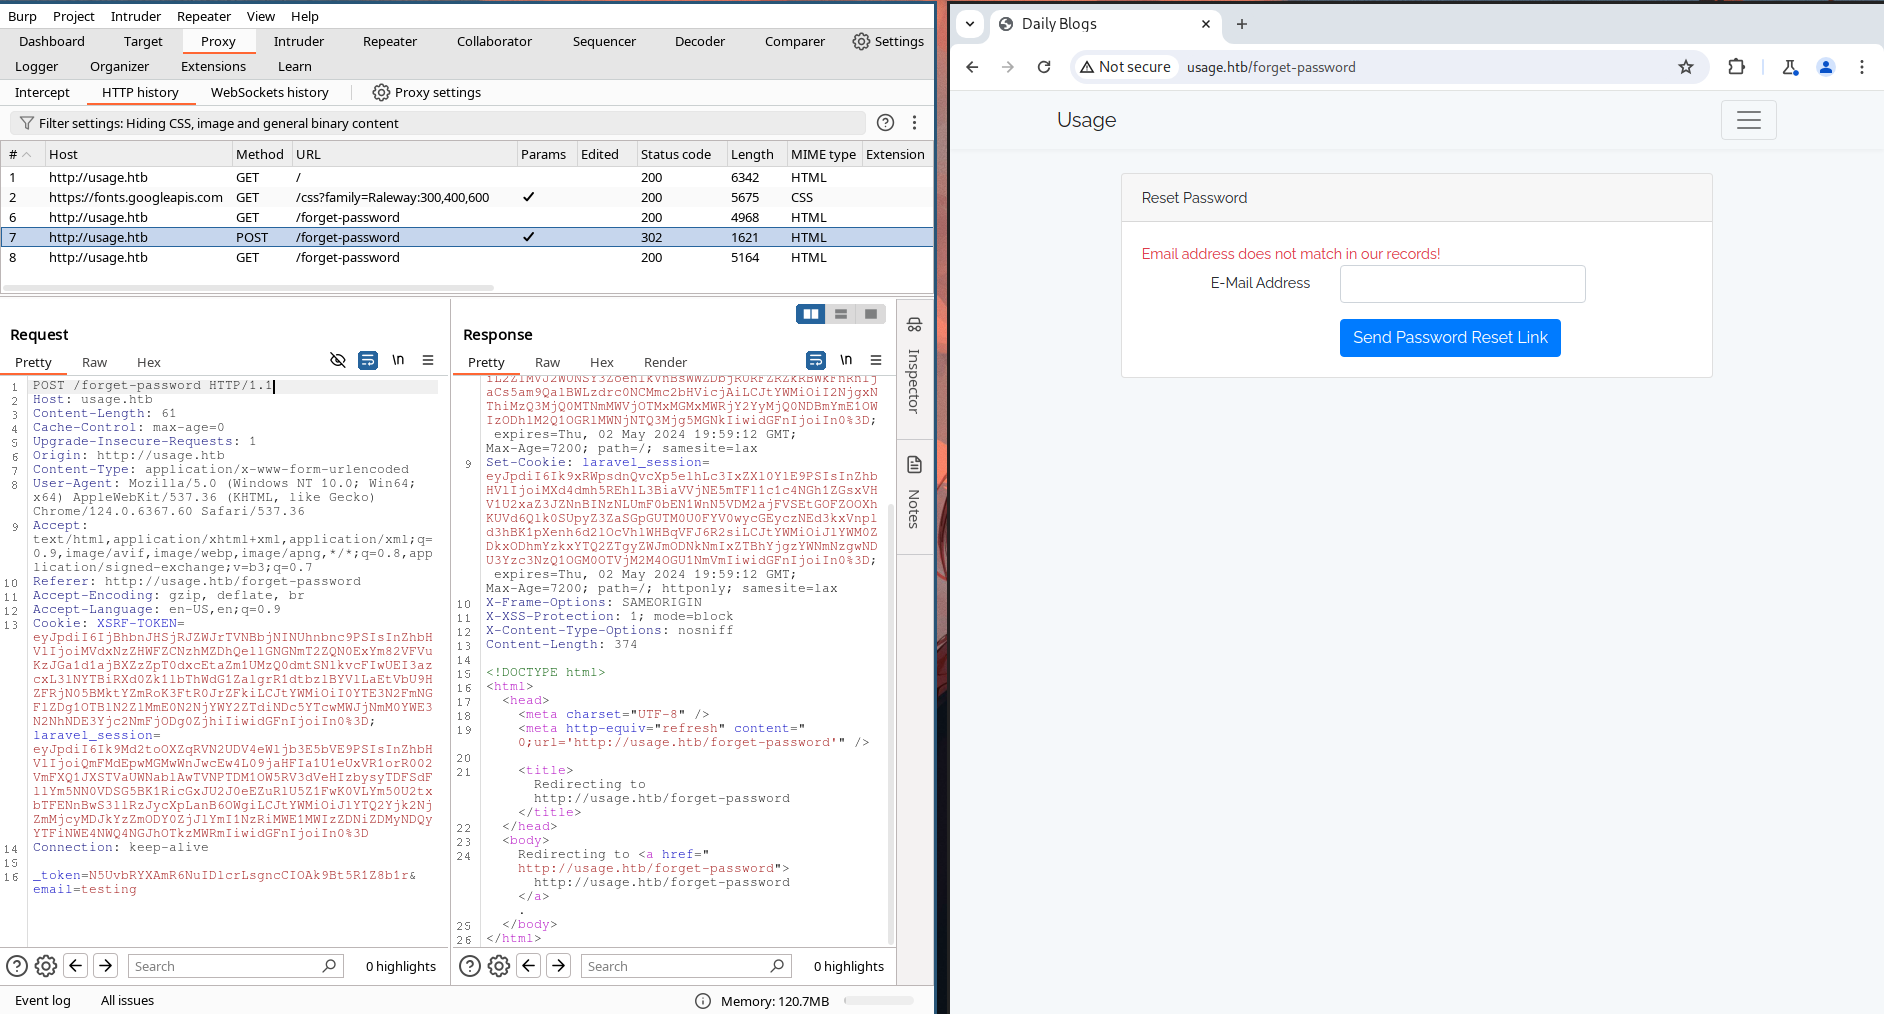 Burp Project Intruder Repeater View Help
Dashboard Target Proxy Intruder Repeater Collaborator Sequencer Decoder Comparer Settings
Logger Organizer Extensions Learn
Intercept HTTP history WebSockets history Proxy settings
Filter settings: Hiding CSS, image and general binary content
# Host Method URL Params Edited Status code Length MIME type Extension
1 http://usage.htb GET / 200 6342 HTML
2 https://fonts.googleapis.com GET /css?family=Raleway:300,400,600 ✓ 200 5675 CSS
6 http://usage.htb GET /forget-password 200 4968 HTML
7 http://usage.htb POST /forget-password ✓ 302 1621 HTML
8 http://usage.htb GET /forget-password 200 5164 HTML
Request
Pretty Raw Hex \n
1 POST /forget-password HTTP/1.1
2 Host: usage.htb
3 Content-Length: 61
4 Cache-Control: max-age=0
5 Upgrade-Insecure-Requests: 1
6 Origin: http://usage.htb
7 Content-Type: application/x-www-form-urlencoded
8 User-Agent: Mozilla/5.0 (Windows NT 10.0; Win64;
x64) AppleWebKit/537.36 (KHTML, like Gecko)
Chrome/124.0.6367.60 Safari/537.36
9 Accept:
text/html,application/xhtml+xml,application/xml;q=
0.9,image/avif,image/webp,image/apng,*/*;q=0.8,app
lication/signed-exchange;v=b3;q=0.7
10 Referer: http://usage.htb/forget-password
11 Accept-Encoding: gzip, deflate, br
12 Accept-Language: en-US,en;q=0.9
13 Cookie: XSRF-TOKEN=
laravel_session=
14 Connection: keep-alive
15
16
email=testing
Search 0 highlights
Response
Pretty Raw Hex Render \n
expires=Thu, 02 May 2024 19:59:12 GMT;
Max-Age=7200; path=/; samesite=lax
9 Set-Cookie: laravel_session=
expires=Thu, 02 May 2024 19:59:12 GMT;
Max-Age=7200; path=/; httponly; samesite=lax
10 X-Frame-Options: SAMEORIGIN
11 X-XSS-Protection: 1; mode=block
12 X-Content-Type-Options: nosniff
13 Content-Length: 374
14
15 <!DOCTYPE html>
16 <html>
17 <head>
18 <meta charset="UTF-8" />
19 <meta http-equiv="refresh" content="
0;url='http://usage.htb/forget-password'" />
20
21 <title>
Redirecting to
http://usage.htb/forget-password
</title>
22 </head>
23 <body>
24 Redirecting to <a href="
http://usage.htb/forget-password">
http://usage.htb/forget-password
</a>
.
25 </body>
26 </html>
Search 0 highlights
Inspector
Notes
Event log All issues Memory: 120.7MB
Daily Blogs
Not secure usage.htb/forget-password
Usage
Reset Password
Email address does not match in our records!
E-Mail Address
Send Password Reset Link